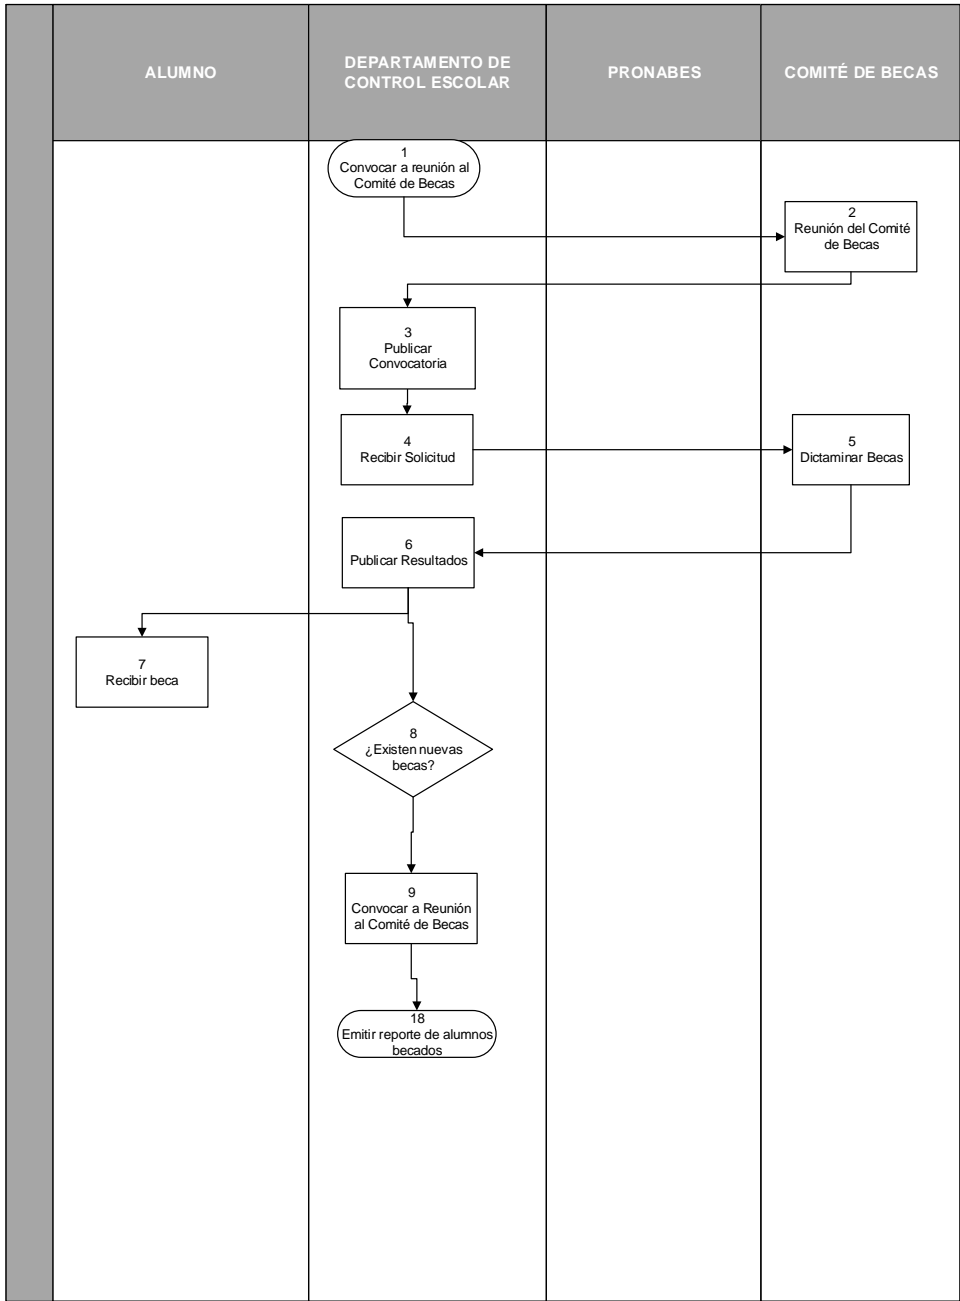 ALUMNO
DEPARTAMENTO DE
CONTROL ESCOLAR
PRONABES
COMITÉ DE BECAS
1
Convocar a reunión al
Comité de Becas
2
Reunión del Comité
de Becas
3
Publicar
Convocatoria
4
Recibir Solicitud
5
Dictaminar Becas
6
Publicar Resultados
7
Recibir beca
8
¿Existen nuevas
becas?
9
Convocar a Reunión
al Comité de Becas
18
Emitir reporte de alumnos
becados